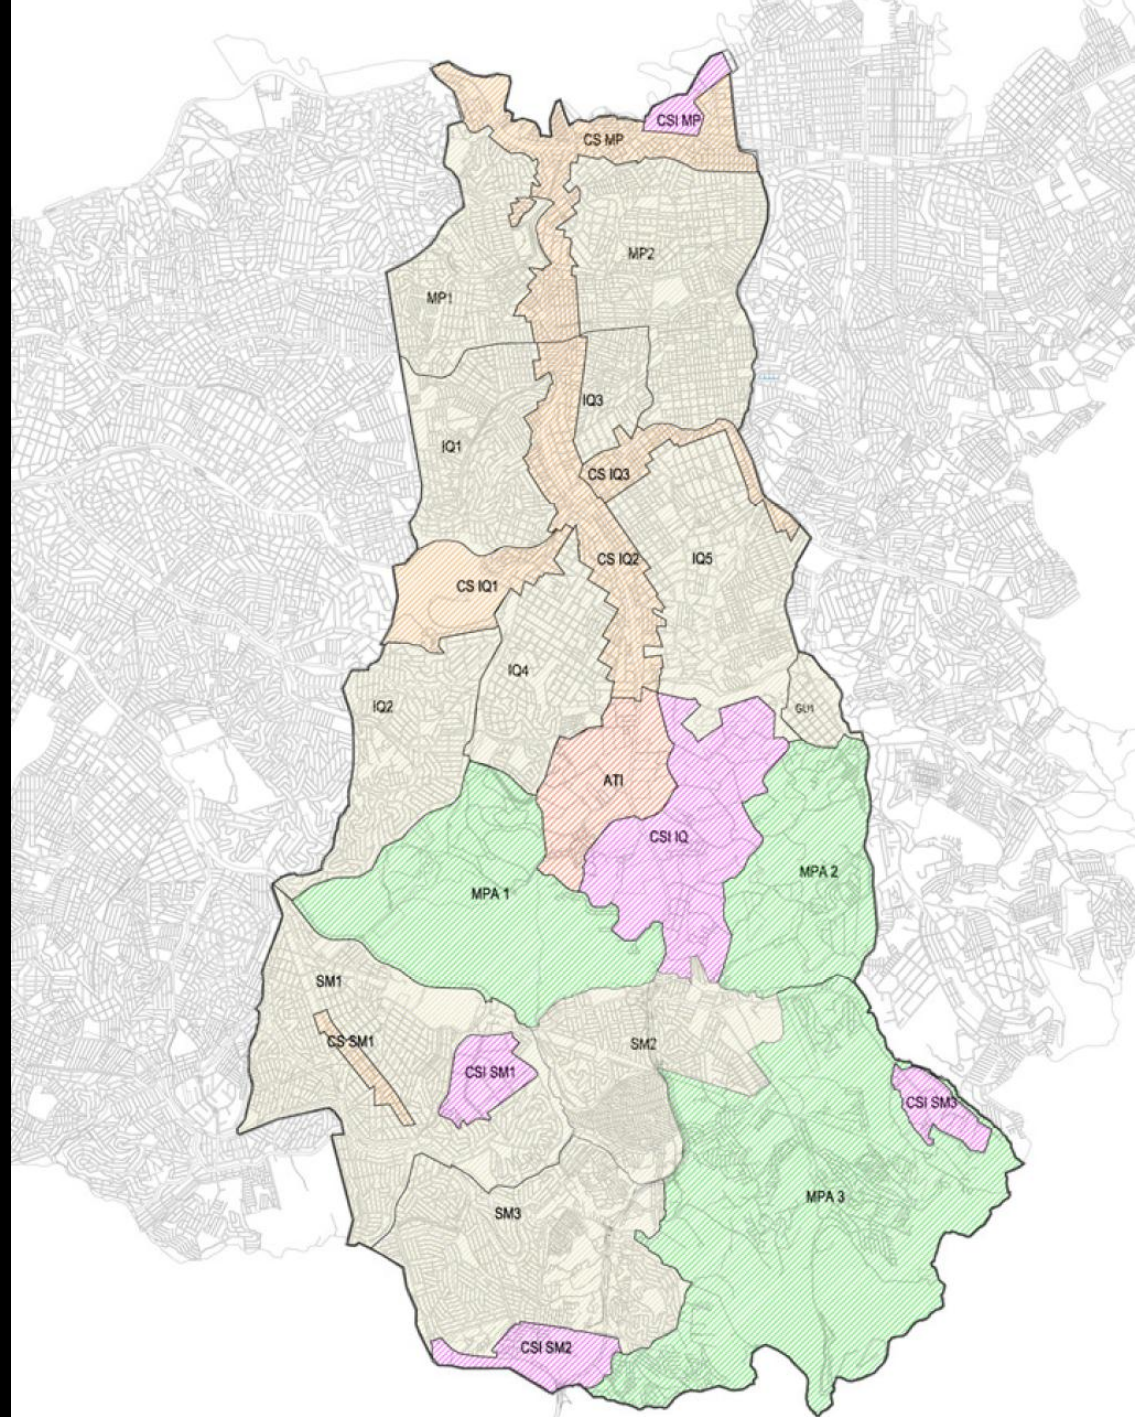 CSI MP
CS MP
MP2
MP1
IQ3
IQ1
CS IQ3
CS IQ2
IQ5
CS IQ1
IQ4
IQ2
GU1
ATI
CSI IQ
MPA 2
MPA 1
SM1
CS SM1
SM2
CSI SM1
CSI SM3
MPA 3
SM3
CSI SM2